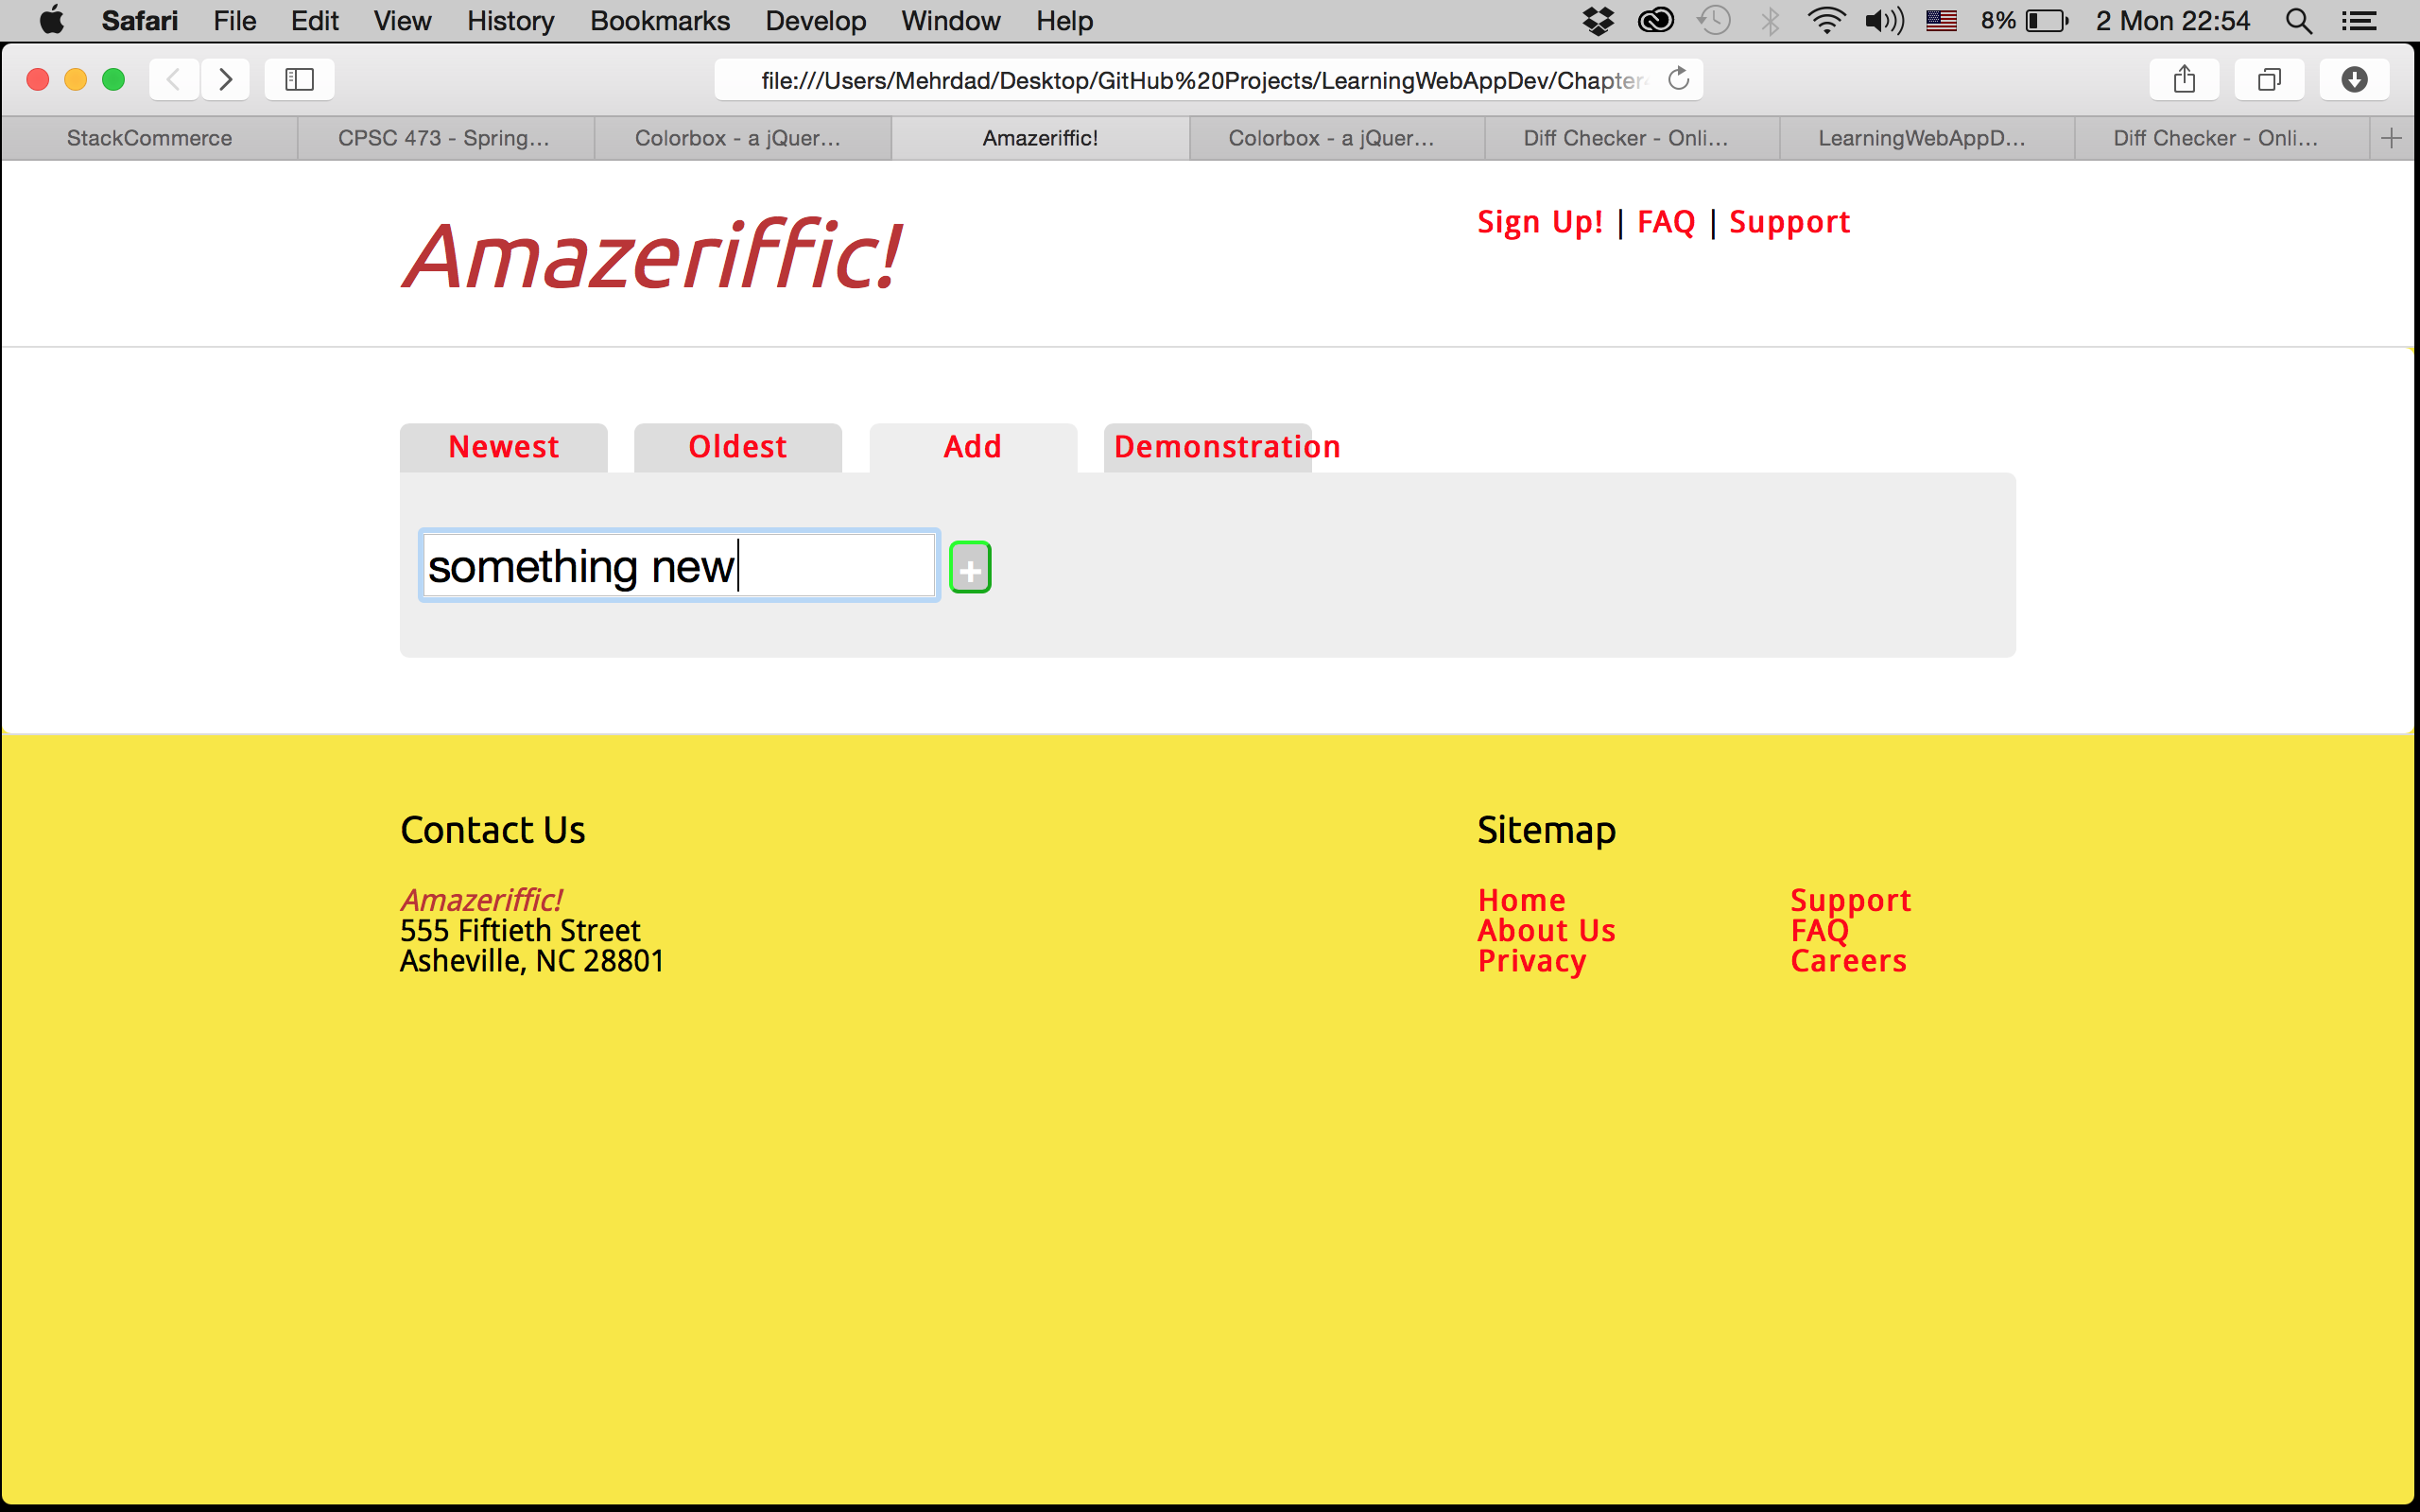 Safari File Edit View History Bookmarks Develop Window Help 8% 2 Mon 22:54
file:///Users/Mehrdad/Desktop/GitHub%20Projects/LearningWebAppDev/Chapter
StackCommerce CPSC 473 - Spring... Colorbox - a jQuer... Amazeriffic! Colorbox - a jQuer... Diff Checker - Onli... LearningWebAppD... Diff Checker - Onli... +
Amazeriffic!
Sign Up! | FAQ | Support
Newest Oldest Add Demonstration
something new +
Contact Us
Amazeriffic!
555 Fiftieth Street
Asheville, NC 28801
Sitemap
Home Support
About Us FAQ
Privacy Careers